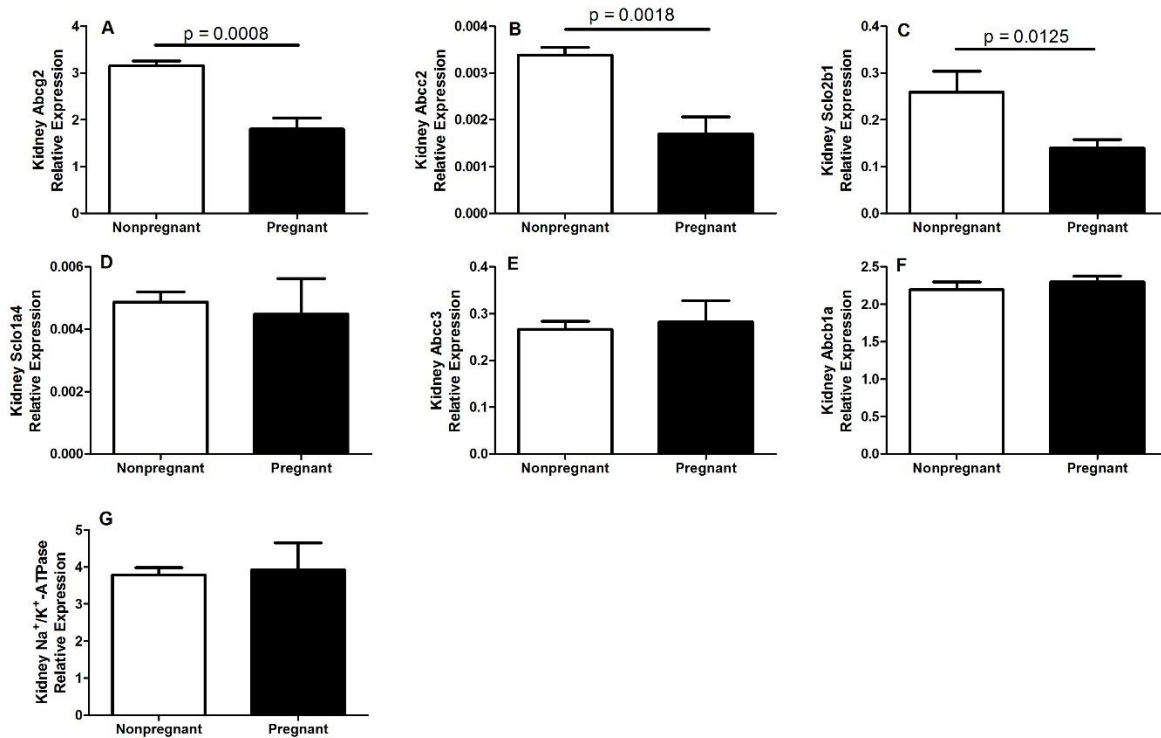 A
p = 0.0008
Kidney Abcg2
Relative Expression
4
3
2
1
0
Nonpregnant
Pregnant
B
p = 0.0018
Kidney Abcc2
Relative Expression
0.004
0.003
0.002
0.001
0.000
Nonpregnant
Pregnant
C
p = 0.0125
Kidney Sclo2b1
Relative Expression
0.4
0.3
0.2
0.1
0.0
Nonpregnant
Pregnant
D
Kidney Sclo1a4
Relative Expression
0.006
0.004
0.002
0.000
Nonpregnant
Pregnant
E
Kidney Abcc3
Relative Expression
0.4
0.3
0.2
0.1
0.0
Nonpregnant
Pregnant
F
Kidney Abcb1a
Relative Expression
2.5
2.0
1.5
1.0
0.5
0.0
Nonpregnant
Pregnant
G
Kidney Na⁺/K⁺-ATPase
Relative Expression
5
4
3
2
1
0
Nonpregnant
Pregnant